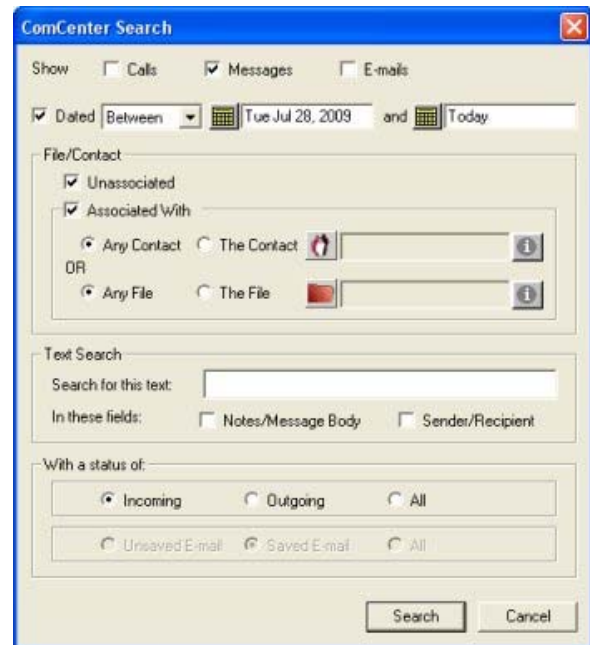 ComCenter Search
Show Calls Messages E-mails
Dated Between Tue Jul 28, 2009 and Today
File/Contact
Unassociated
Associated With
Any Contact The Contact
OR
Any File The File
Text Search
Search for this text:
In these fields: Notes/Message Body Sender/Recipient
With a status of:
Incoming Outgoing All
Unsaved E-mail Saved E-mail All
Search Cancel